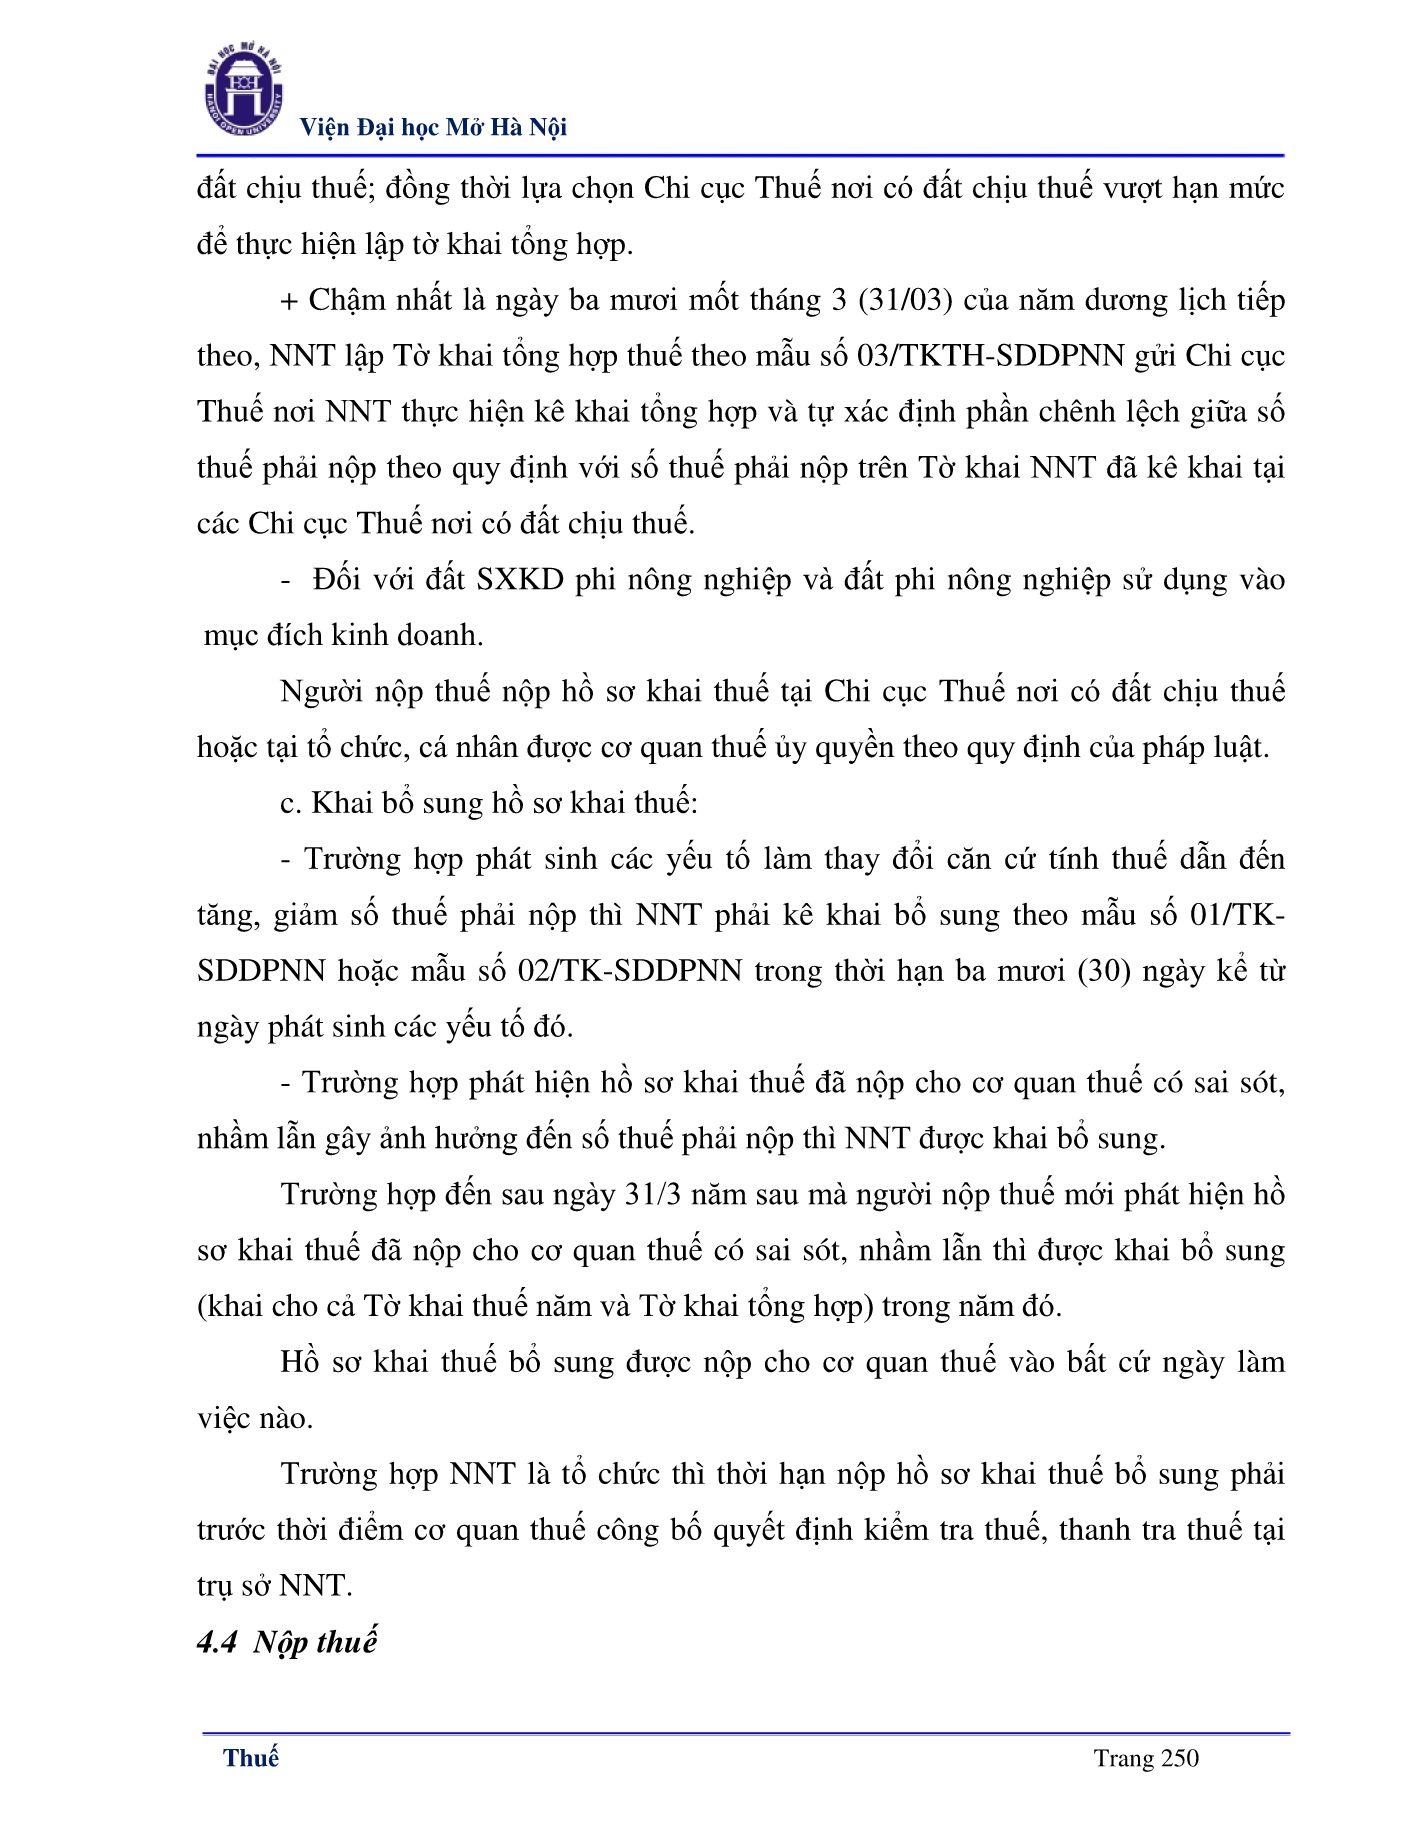 ĐẠI HỌC MỞ HÀ NỘI
HANOI OPEN UNIVERSITY
Viện Đại học Mở Hà Nội
đất chịu thuế; đồng thời lựa chọn Chi cục Thuế nơi có đất chịu thuế vượt hạn mức
để thực hiện lập tờ khai tổng hợp.
+ Chậm nhất là ngày ba mươi mốt tháng 3 (31/03) của năm dương lịch tiếp
theo, NNT lập Tờ khai tổng hợp thuế theo mẫu số 03/TKTH-SDDPNN gửi Chi cục
Thuế nơi NNT thực hiện kê khai tổng hợp và tự xác định phần chênh lệch giữa số
thuế phải nộp theo quy định với số thuế phải nộp trên Tờ khai NNT đã kê khai tại
các Chi cục Thuế nơi có đất chịu thuế.
- Đối với đất SXKD phi nông nghiệp và đất phi nông nghiệp sử dụng vào
mục đích kinh doanh.
Người nộp thuế nộp hồ sơ khai thuế tại Chi cục Thuế nơi có đất chịu thuế
hoặc tại tổ chức, cá nhân được cơ quan thuế ủy quyền theo quy định của pháp luật.
c. Khai bổ sung hồ sơ khai thuế:
- Trường hợp phát sinh các yếu tố làm thay đổi căn cứ tính thuế dẫn đến
tăng, giảm số thuế phải nộp thì NNT phải kê khai bổ sung theo mẫu số 01/TK-
SDDPNN hoặc mẫu số 02/TK-SDDPNN trong thời hạn ba mươi (30) ngày kể từ
ngày phát sinh các yếu tố đó.
- Trường hợp phát hiện hồ sơ khai thuế đã nộp cho cơ quan thuế có sai sót,
nhầm lẫn gây ảnh hưởng đến số thuế phải nộp thì NNT được khai bổ sung.
Trường hợp đến sau ngày 31/3 năm sau mà người nộp thuế mới phát hiện hồ
sơ khai thuế đã nộp cho cơ quan thuế có sai sót, nhầm lẫn thì được khai bổ sung
(khai cho cả Tờ khai thuế năm và Tờ khai tổng hợp) trong năm đó.
Hồ sơ khai thuế bổ sung được nộp cho cơ quan thuế vào bất cứ ngày làm
việc nào.
Trường hợp NNT là tổ chức thì thời hạn nộp hồ sơ khai thuế bổ sung phải
trước thời điểm cơ quan thuế công bố quyết định kiểm tra thuế, thanh tra thuế tại
trụ sở NNT.
4.4 Nộp thuế
Thuế
Trang 250